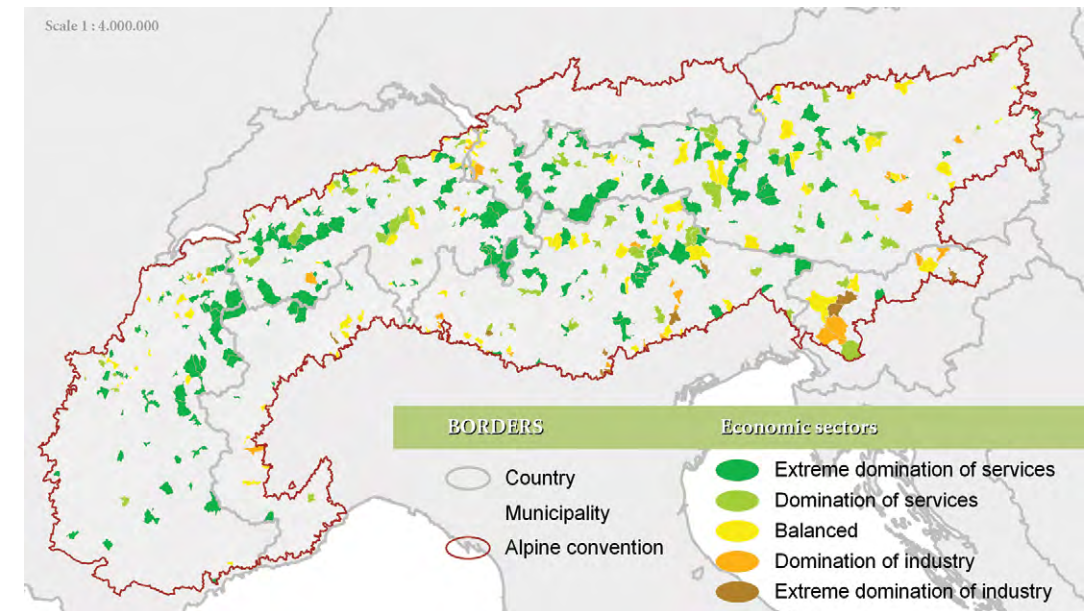 Scale 1 : 4.000.000
BORDERS
Country
Municipality
Alpine convention
Economic sectors
Extreme domination of services
Domination of services
Balanced
Domination of industry
Extreme domination of industry